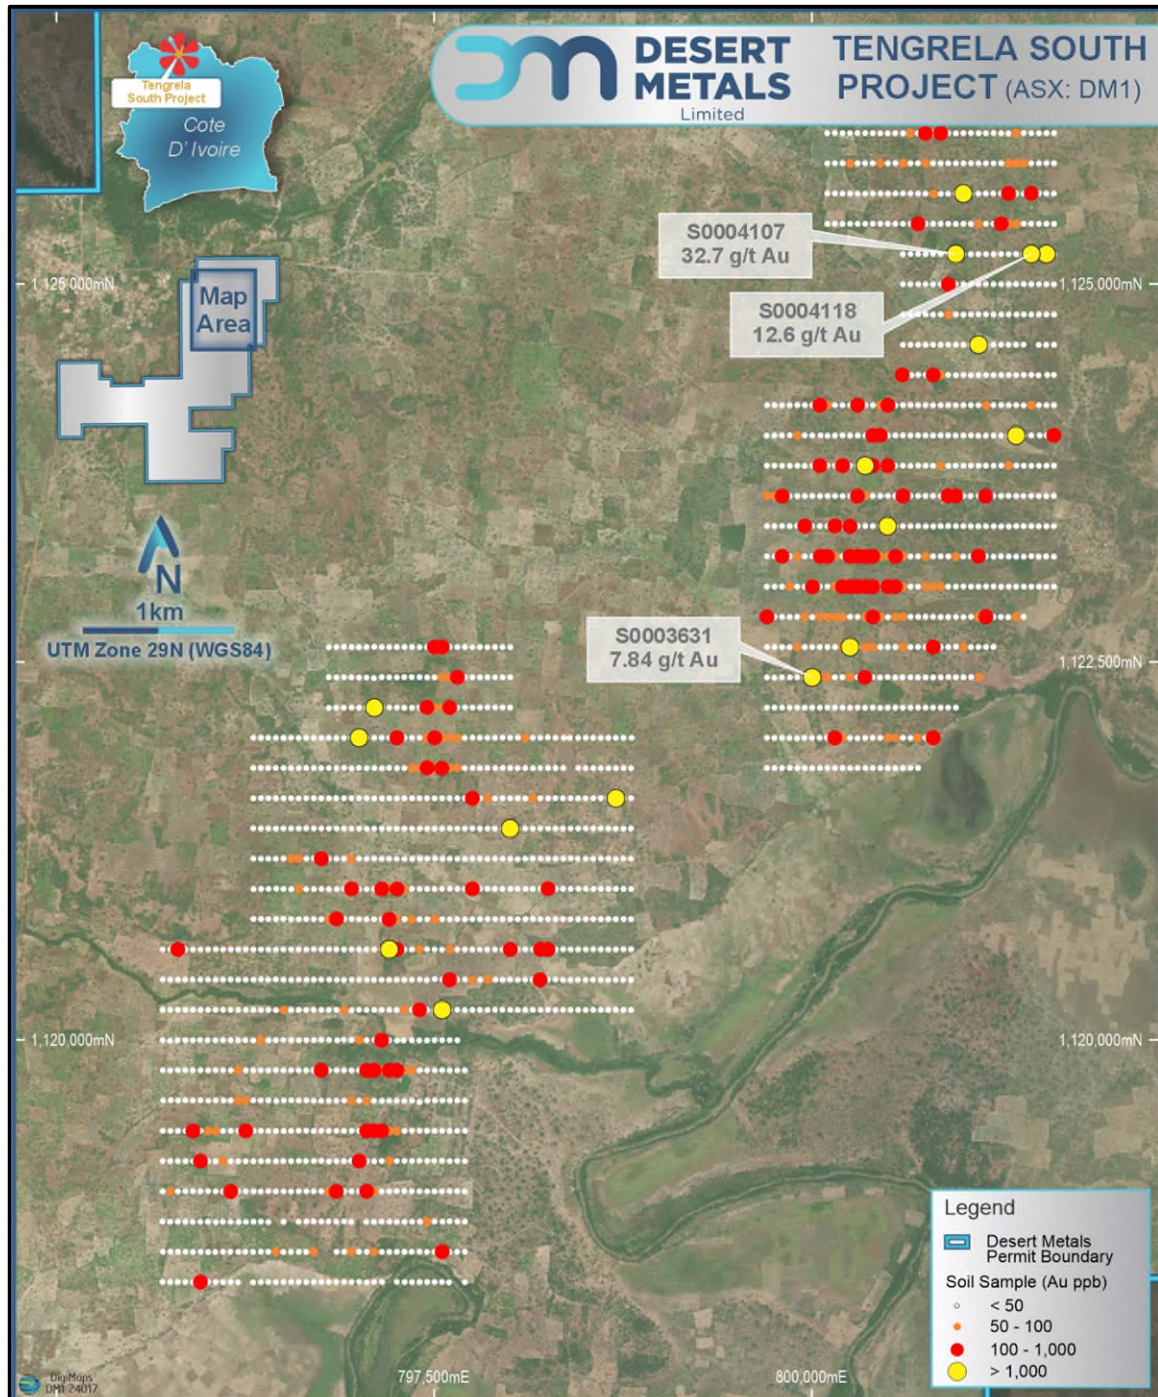 DESERT
METALS
Limited
TENGRELA SOUTH
PROJECT (ASX: DM1)
Tengrela
South Project
Cote
D' Ivoire
S0004107
32.7 g/t Au
1,125,000mN
1,125,000mN
Map
Area
S0004118
12.6 g/t Au
N
1km
UTM Zone 29N (WGS84)
S0003631
7.84 g/t Au
1,122,500mN
1,120,000mN
1,120,000mN
Legend
Desert Metals
Permit Boundary
Soil Sample (Au ppb)
< 50
50 - 100
100 - 1,000
> 1,000
797,500mE
800,000mE
DigiMaps
DM1 24017